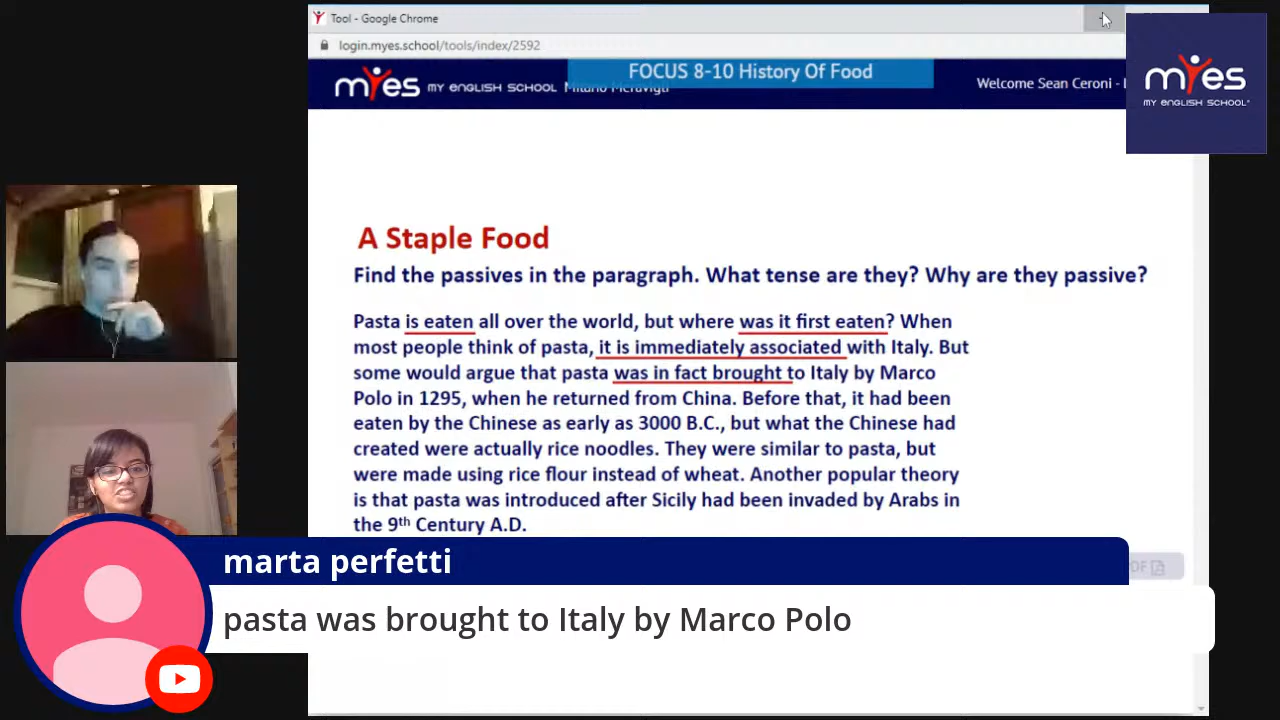 Tool - Google Chrome
login.myes.school/tools/index/2592
FOCUS 8-10 History Of Food
myes MY ENGLISH SCHOOL Milano Meravigli
Welcome Sean Ceroni -
myes
MY ENGLISH SCHOOL
A Staple Food
Find the passives in the paragraph. What tense are they? Why are they passive?
Pasta is eaten all over the world, but where was it first eaten? When
most people think of pasta, it is immediately associated with Italy. But
some would argue that pasta was in fact brought to Italy by Marco
Polo in 1295, when he returned from China. Before that, it had been
eaten by the Chinese as early as 3000 B.C., but what the Chinese had
created were actually rice noodles. They were similar to pasta, but
were made using rice flour instead of wheat. Another popular theory
is that pasta was introduced after Sicily had been invaded by Arabs in
the 9th Century A.D.
marta perfetti
pasta was brought to Italy by Marco Polo